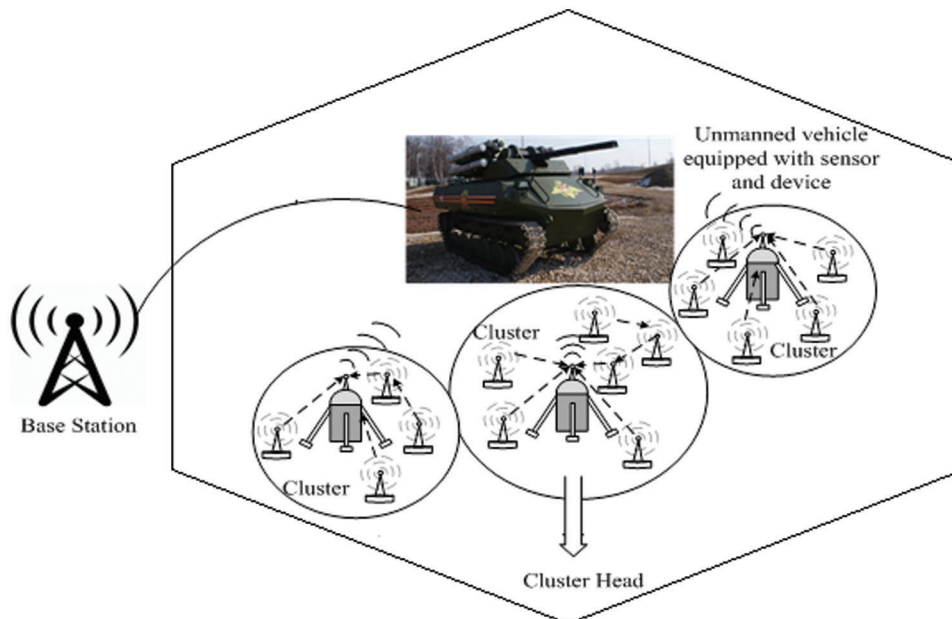 Unmanned vehicle
equipped with sensor
and device
Cluster
Cluster
Base Station
Cluster
Cluster Head